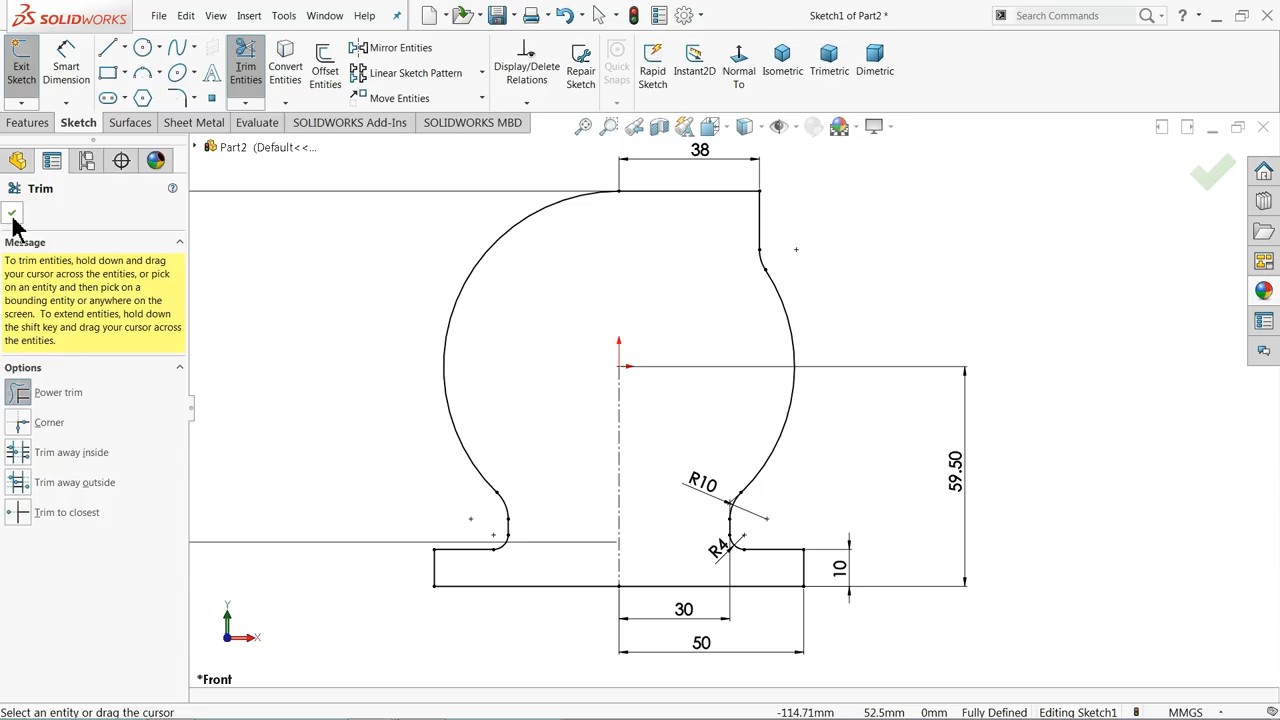 SOLIDWORKS
File Edit View Insert Tools Window Help
Sketch1 of Part2 *
Search Commands
?
Exit Sketch
Smart Dimension
Trim Entities
Convert Entities
Offset Entities
Mirror Entities
Linear Sketch Pattern
Move Entities
Display/Delete Relations
Repair Sketch
Quick Snaps
Rapid Sketch
Instant2D
Normal To
Isometric
Trimetric
Dimetric
Features Sketch Surfaces Sheet Metal Evaluate SOLIDWORKS Add-Ins SOLIDWORKS MBD
Part2 (Default<<...
Trim
Message
To trim entities, hold down and drag
your cursor across the entities, or pick
on an entity and then pick on a
bounding entity or anywhere on the
screen. To extend entities, hold down
the shift key and drag your cursor across
the entities.
Options
Power trim
Corner
Trim away inside
Trim away outside
Trim to closest
38
R10
59.50
R4
10
30
50
Y
X
*Front
Select an entity or drag the cursor
-114.71mm 52.5mm 0mm Fully Defined Editing Sketch1 MMGS